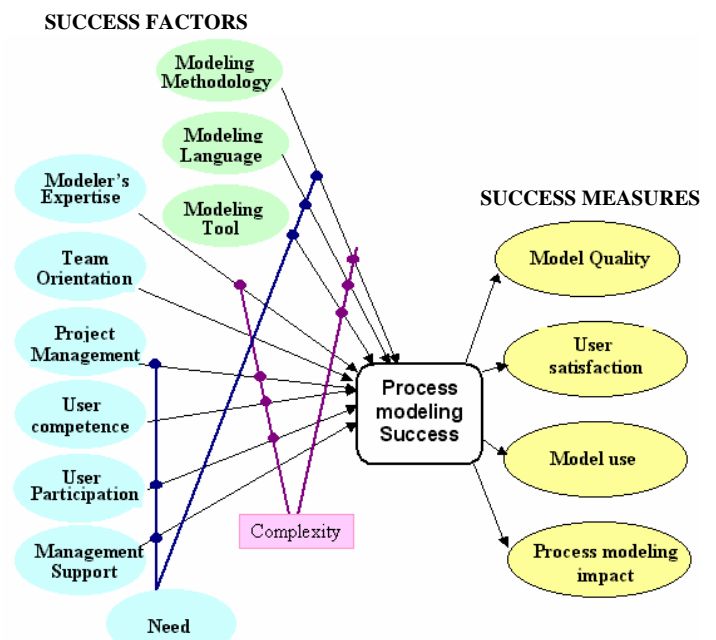 SUCCESS FACTORS
Modeling
Methodology
Modeling
Language
Modeling
Tool
Modeler's
Expertise
Team
Orientation
Project
Management
User
competence
User
Participation
Management
Support
Need
Complexity
Process
modeling
Success
SUCCESS MEASURES
Model Quality
User
satisfaction
Model use
Process modeling
impact